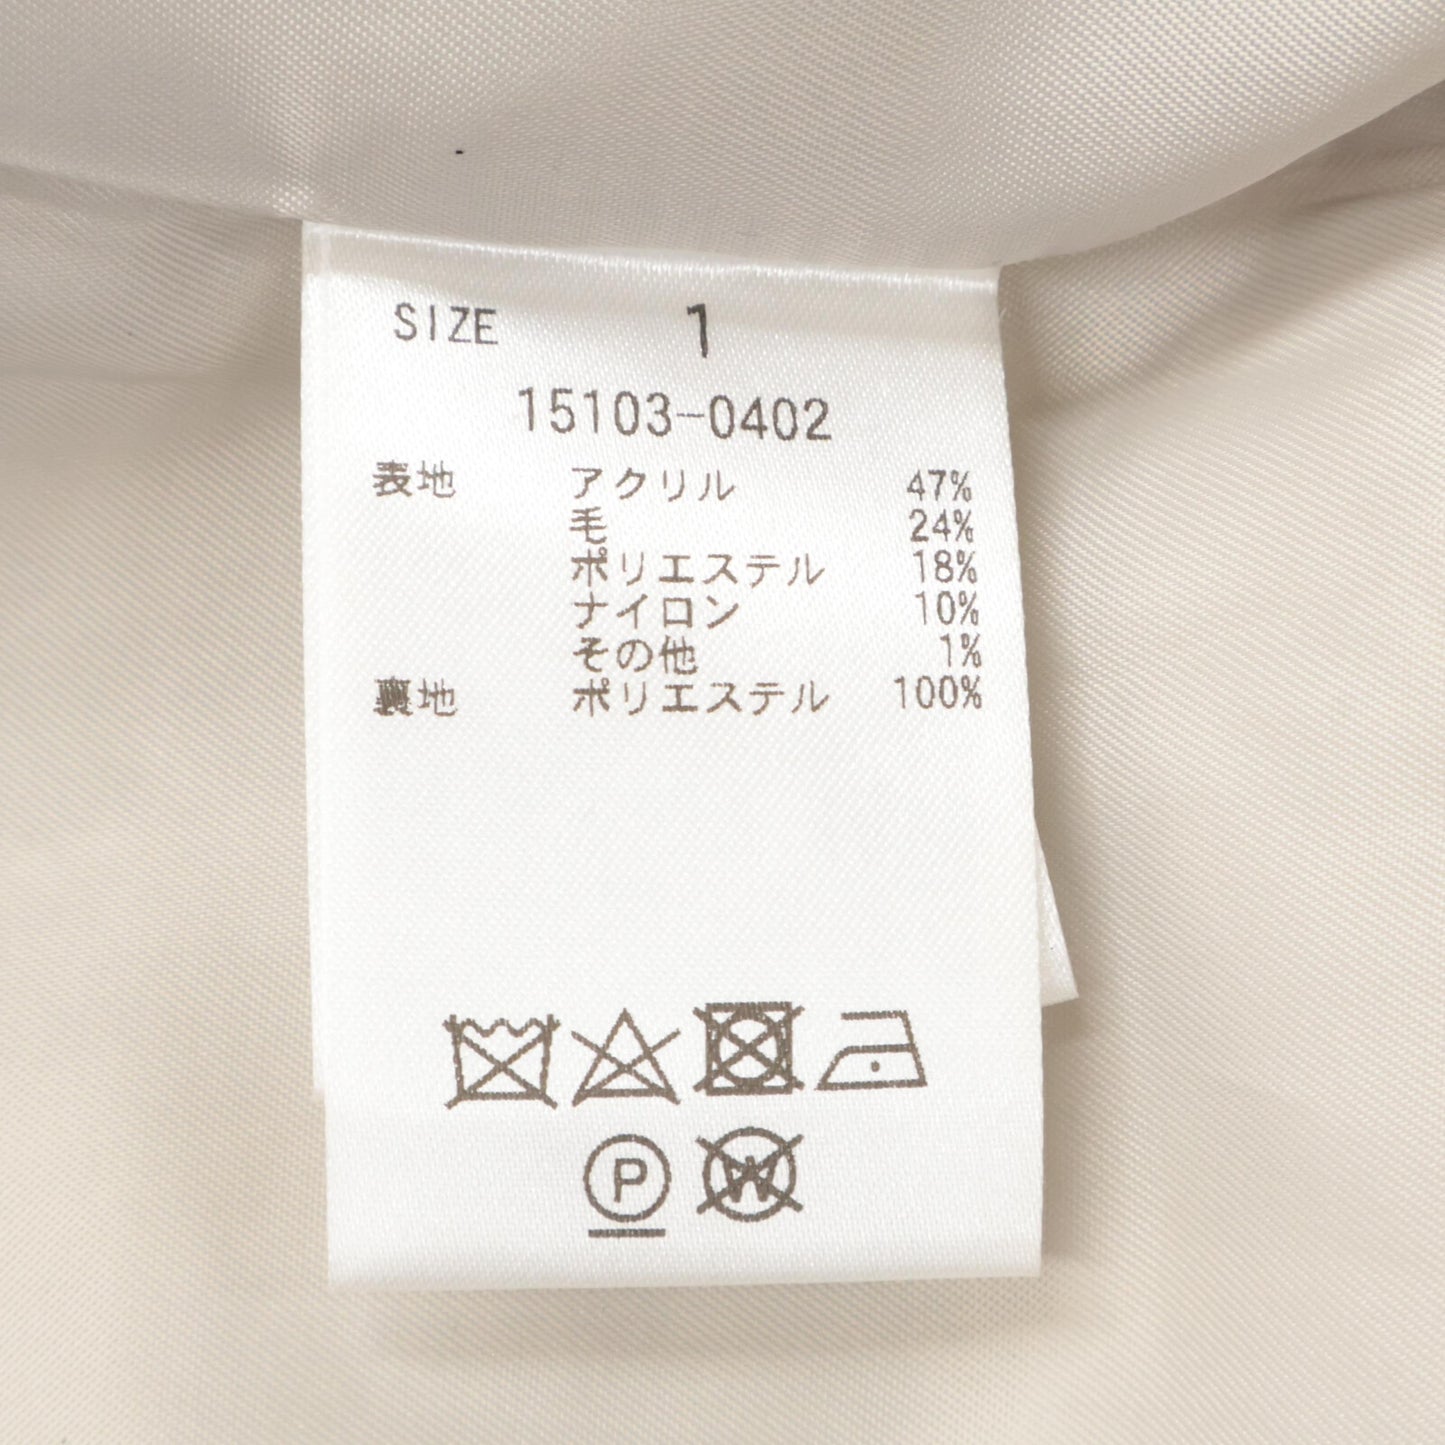 SIZE 1
15103-0402
表地 アクリル 47%
毛 24%
ポリエステル 18%
ナイロン 10%
その他 1%
裏地 ポリエステル 100%
P W